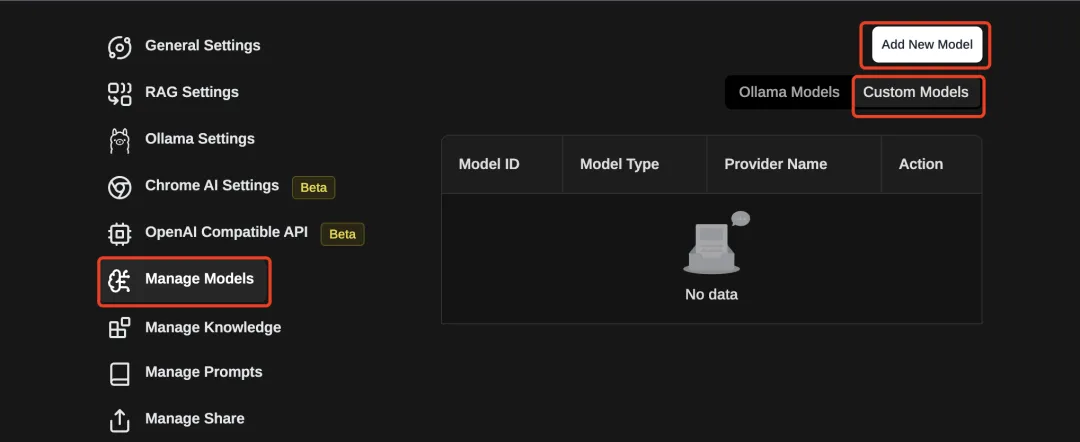 General Settings
RAG Settings
Ollama Settings
Chrome AI Settings Beta
OpenAI Compatible API Beta
Manage Models
Manage Knowledge
Manage Prompts
Manage Share
Add New Model
Ollama Models Custom Models
Model ID Model Type Provider Name Action
No data